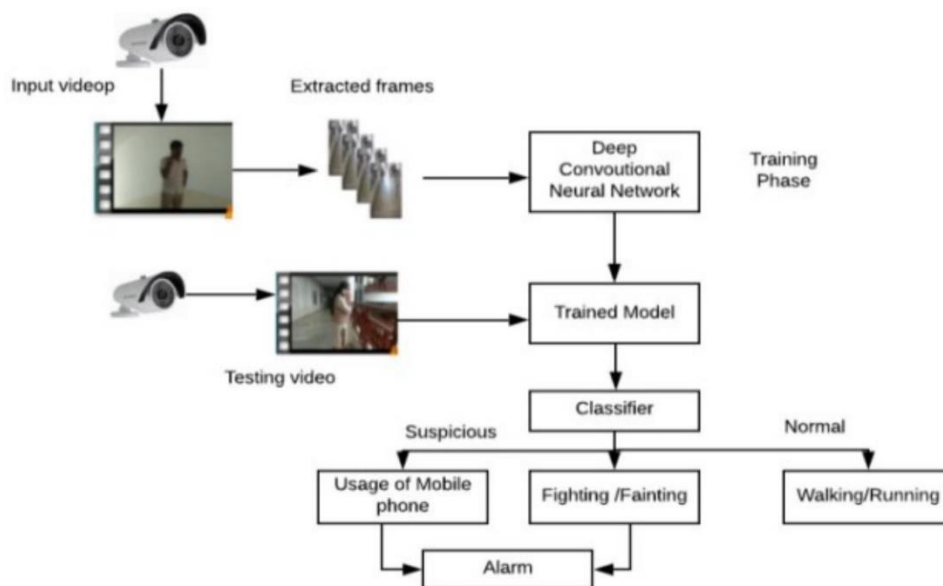 Input videop
Extracted frames
Deep
Convoutional
Neural Network
Training
Phase
Trained Model
Testing video
Classifier
Suspicious
Normal
Usage of Mobile
phone
Fighting /Fainting
Walking/Running
Alarm